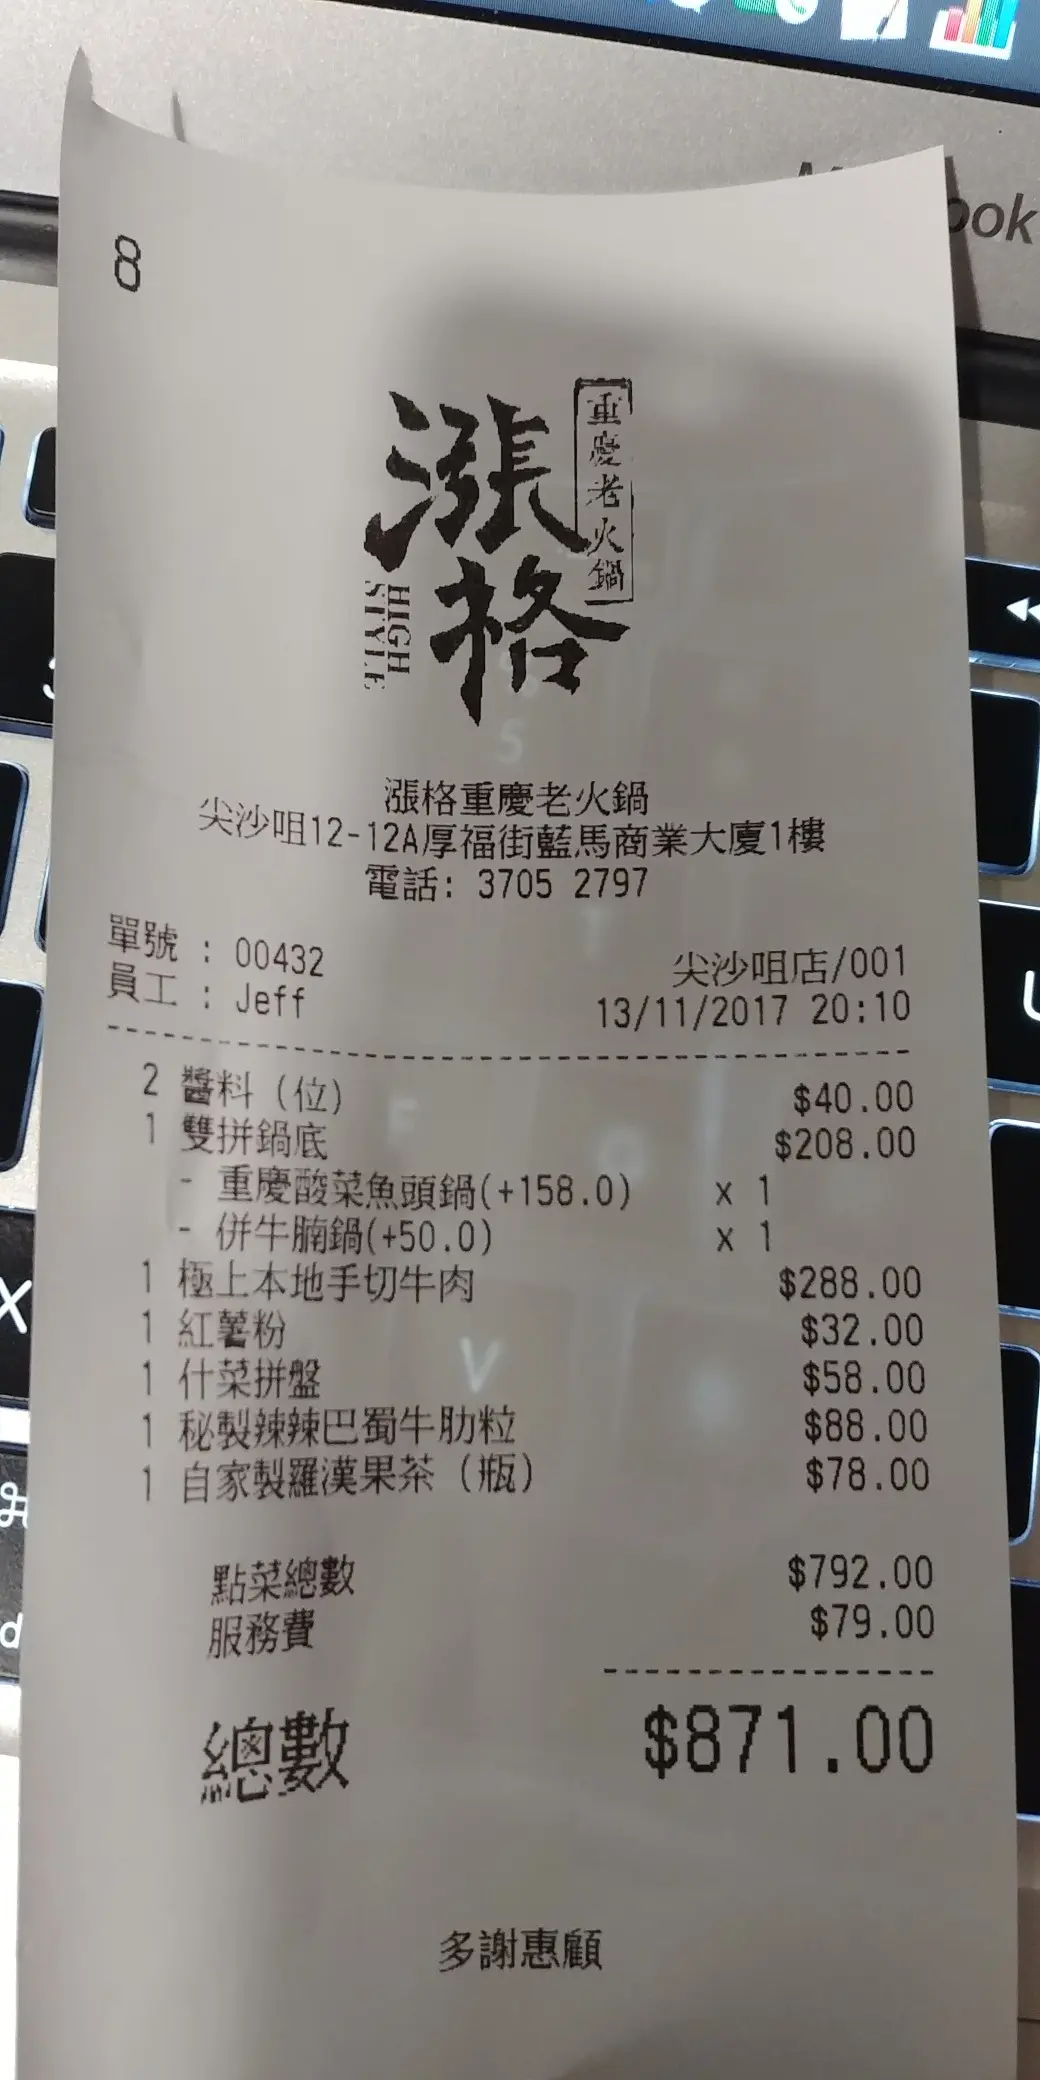 8
漲格
重慶老火鍋
HIGH
STYLE
漲格重慶老火鍋
尖沙咀12-12A厚福街藍馬商業大廈1樓
電話: 3705 2797
單號 : 00432
尖沙咀店/001
員工 : Jeff
13/11/2017 20:10
2 醬料 (位) $40.00
1 雙拼鍋底 $208.00
- 重慶酸菜魚頭鍋(+158.0) x 1
- 併牛腩鍋(+50.0) x 1
1 極上本地手切牛肉 $288.00
1 紅薯粉 $32.00
1 什菜拼盤 $58.00
1 秘製辣辣巴蜀牛肋粒 $88.00
1 自家製羅漢果茶 (瓶) $78.00
點菜總數 $792.00
服務費 $79.00
總數 $871.00
多謝惠顧